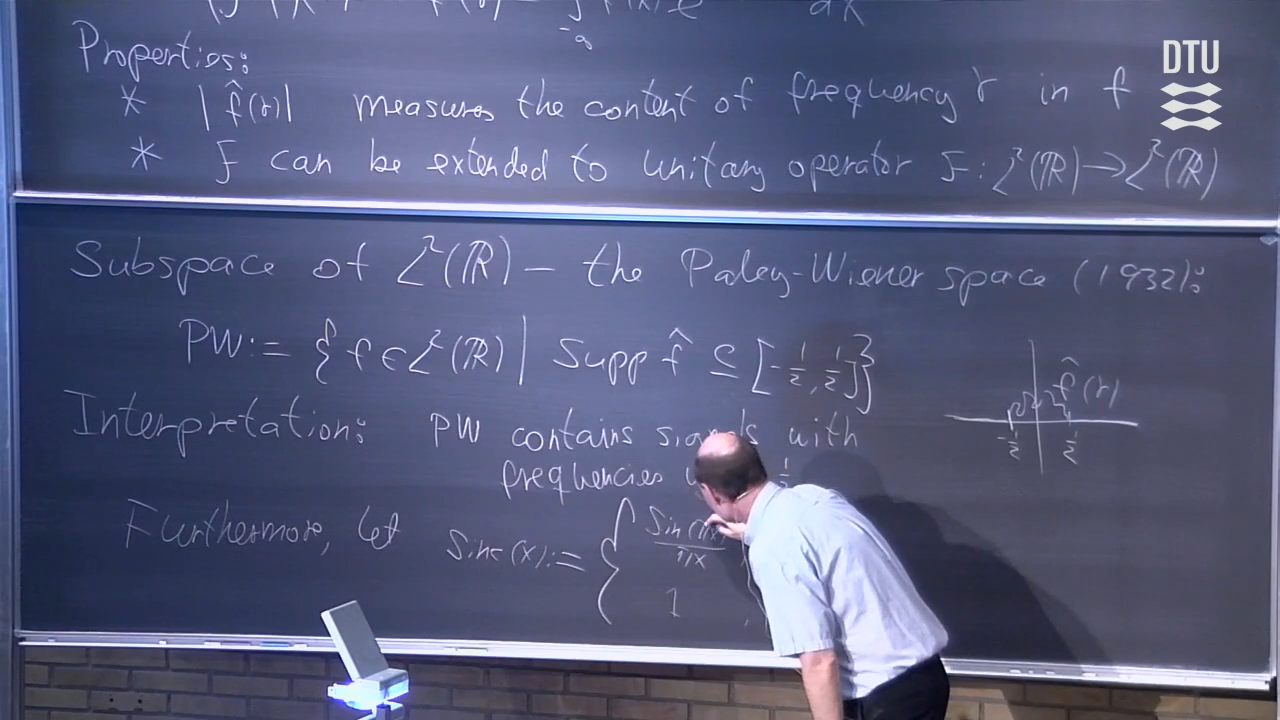 Properties:
* |f̂(γ)| measures the content of frequency γ in f
* F can be extended to unitary operator F: L²(ℝ) → L²(ℝ)
Subspace of L²(ℝ) – the Paley-Wiener space (1932):
PW := { f ∈ L²(ℝ) | supp f̂ ⊆ [-1/2, 1/2] }
f̂(γ)
-1/2 1/2
Interpretation: PW contains signals with
frequencies 1/2
Furthermore, let sinc(x) := { sin(πx)/πx
1
DTU